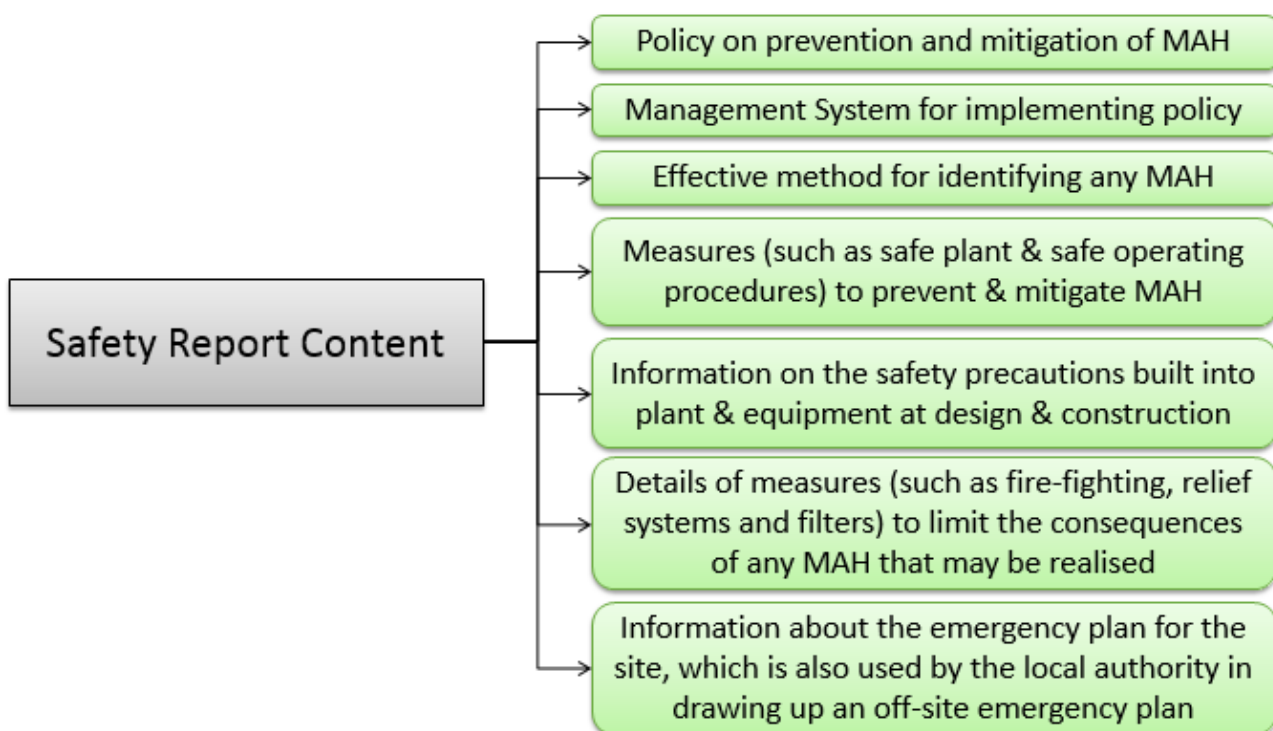 Policy on prevention and mitigation of MAH
Management System for implementing policy
Effective method for identifying any MAH
Measures (such as safe plant & safe operating
procedures) to prevent & mitigate MAH
Safety Report Content
Information on the safety precautions built into
plant & equipment at design & construction
Details of measures (such as fire-fighting, relief
systems and filters) to limit the consequences
of any MAH that may be realised
Information about the emergency plan for the
site, which is also used by the local authority in
drawing up an off-site emergency plan